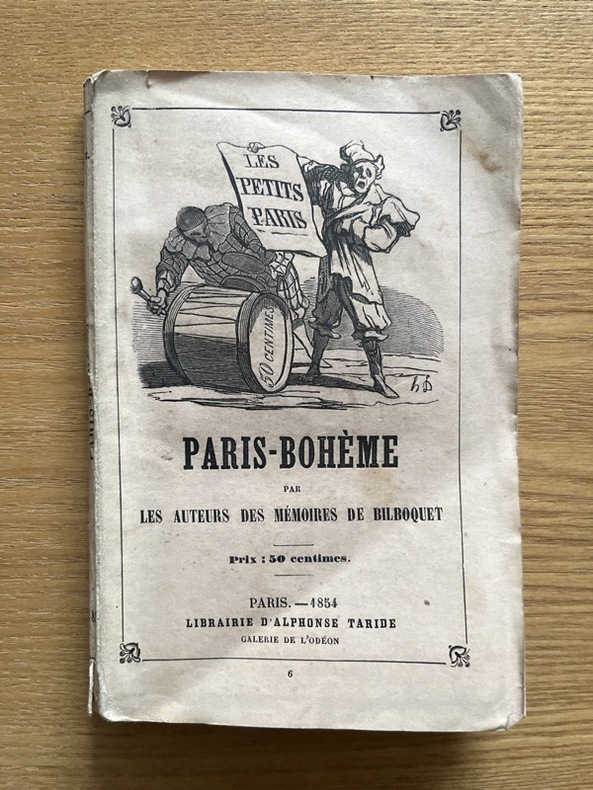 LES
PETITS
PARIS
50 CENTIMES
hD
PARIS-BOHÈME
PAR
LES AUTEURS DES MÉMOIRES DE BILBOQUET
Prix : 50 centimes.
PARIS. — 1854
LIBRAIRIE D'ALPHONSE TARIDE
GALERIE DE L'ODÉON
6